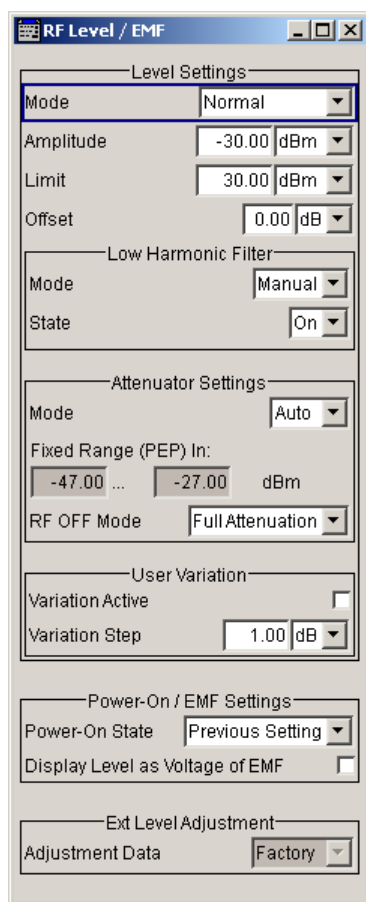 RF Level / EMF
Level Settings
Mode Normal
Amplitude -30.00 dBm
Limit 30.00 dBm
Offset 0.00 dB
Low Harmonic Filter
Mode Manual
State On
Attenuator Settings
Mode Auto
Fixed Range (PEP) In:
-47.00 ... -27.00 dBm
RF OFF Mode Full Attenuation
User Variation
Variation Active
Variation Step 1.00 dB
Power-On / EMF Settings
Power-On State Previous Setting
Display Level as Voltage of EMF
Ext Level Adjustment
Adjustment Data Factory